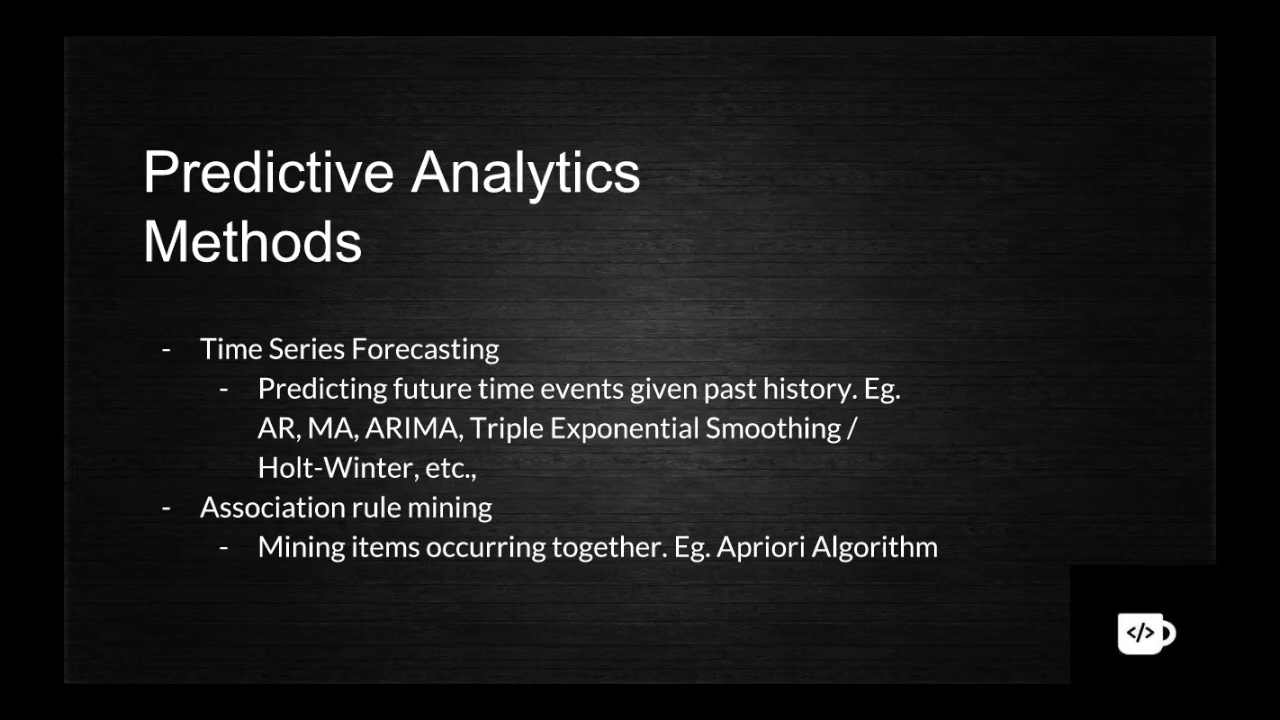 Predictive Analytics
Methods
- Time Series Forecasting
- Predicting future time events given past history. Eg.
AR, MA, ARIMA, Triple Exponential Smoothing /
Holt-Winter, etc.,
- Association rule mining
- Mining items occurring together. Eg. Apriori Algorithm
</>